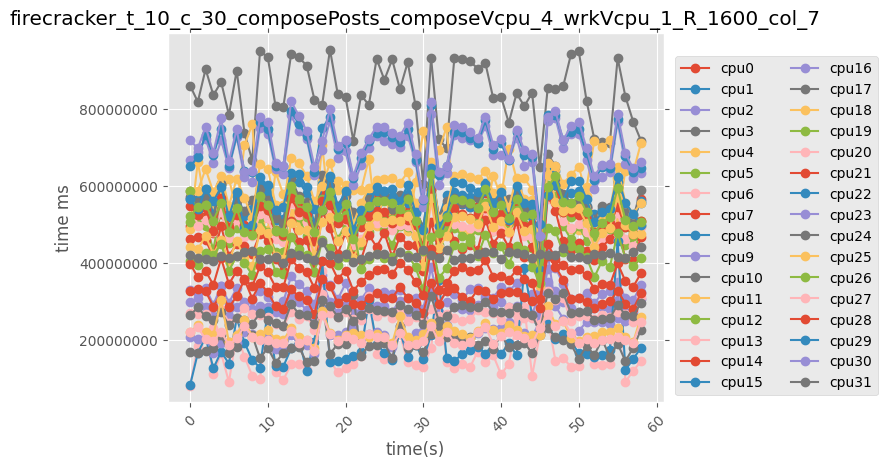 firecracker_t_10_c_30_composePosts_composeVcpu_4_wrkVcpu_1_R_1600_col_7
time ms
800000000
600000000
400000000
200000000
0
10
20
30
40
50
60
time(s)
cpu0
cpu1
cpu2
cpu3
cpu4
cpu5
cpu6
cpu7
cpu8
cpu9
cpu10
cpu11
cpu12
cpu13
cpu14
cpu15
cpu16
cpu17
cpu18
cpu19
cpu20
cpu21
cpu22
cpu23
cpu24
cpu25
cpu26
cpu27
cpu28
cpu29
cpu30
cpu31